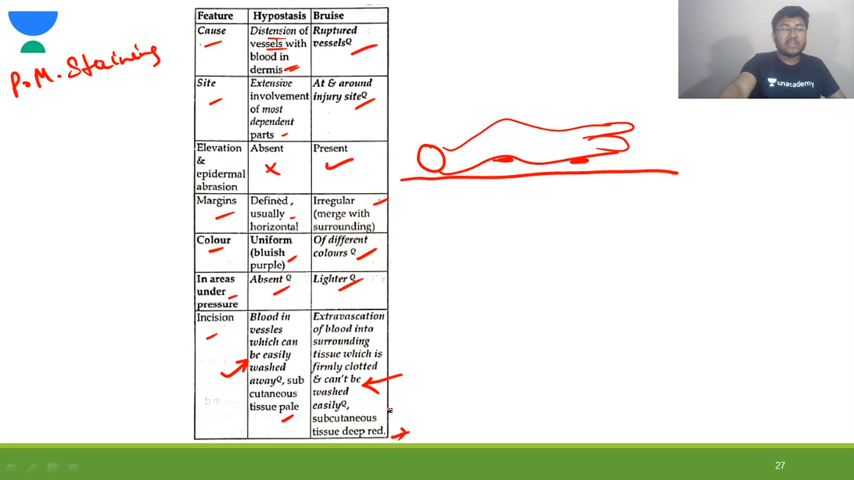 P.M. Staining
Feature
Hypostasis
Bruise
Cause
Distension of
vessels with
blood in
dermis
Ruptured
vesselsQ
Site
Extensive
involvement
of most
dependent
parts
At & around
injury siteQ
Elevation
&
epidermal
abrasion
Absent
Present
Margins
Defined,
usually
horizontal
Irregular
(merge with
surrounding)
Colour
Uniform
(bluish
purple)
Of different
colours Q
In areas
under
pressure
Absent Q
Lighter Q
Incision
Blood in
vessles
which can
be easily
washed
awayQ, sub
cutaneous
tissue pale
Extravascation
of blood into
surrounding
tissue which is
firmly clotted
& can't be
washed
easilyQ,
subcutaneous
tissue deep red.
unacademy
27